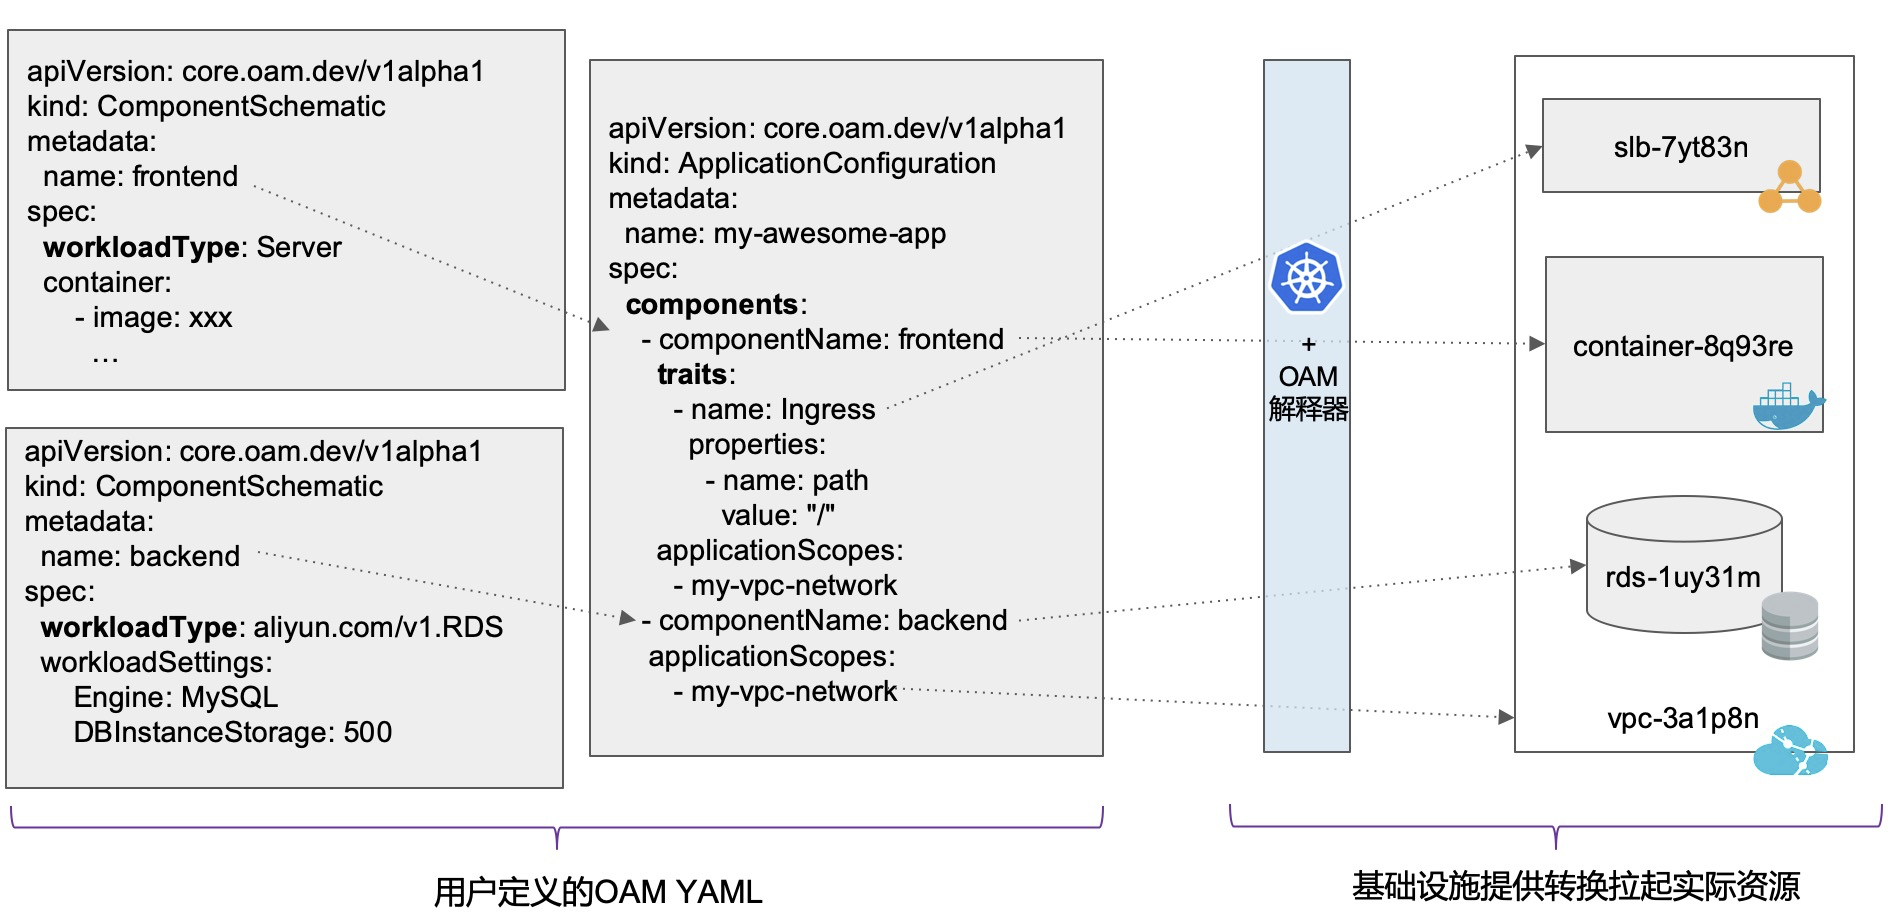 apiVersion: core.oam.dev/v1alpha1
kind: ComponentSchematic
metadata:
  name: frontend
spec:
  workloadType: Server
  container:
    - image: xxx
      ...
apiVersion: core.oam.dev/v1alpha1
kind: ComponentSchematic
metadata:
  name: backend
spec:
  workloadType: aliyun.com/v1.RDS
  workloadSettings:
    Engine: MySQL
    DBInstanceStorage: 500
apiVersion: core.oam.dev/v1alpha1
kind: ApplicationConfiguration
metadata:
  name: my-awesome-app
spec:
  components:
    - componentName: frontend
      traits:
        - name: Ingress
          properties:
            - name: path
              value: "/"
      applicationScopes:
        - my-vpc-network
    - componentName: backend
      applicationScopes:
        - my-vpc-network
+
OAM
解释器
slb-7yt83n
container-8q93re
rds-1uy31m
vpc-3a1p8n
用户定义的OAM YAML
基础设施提供转换拉起实际资源